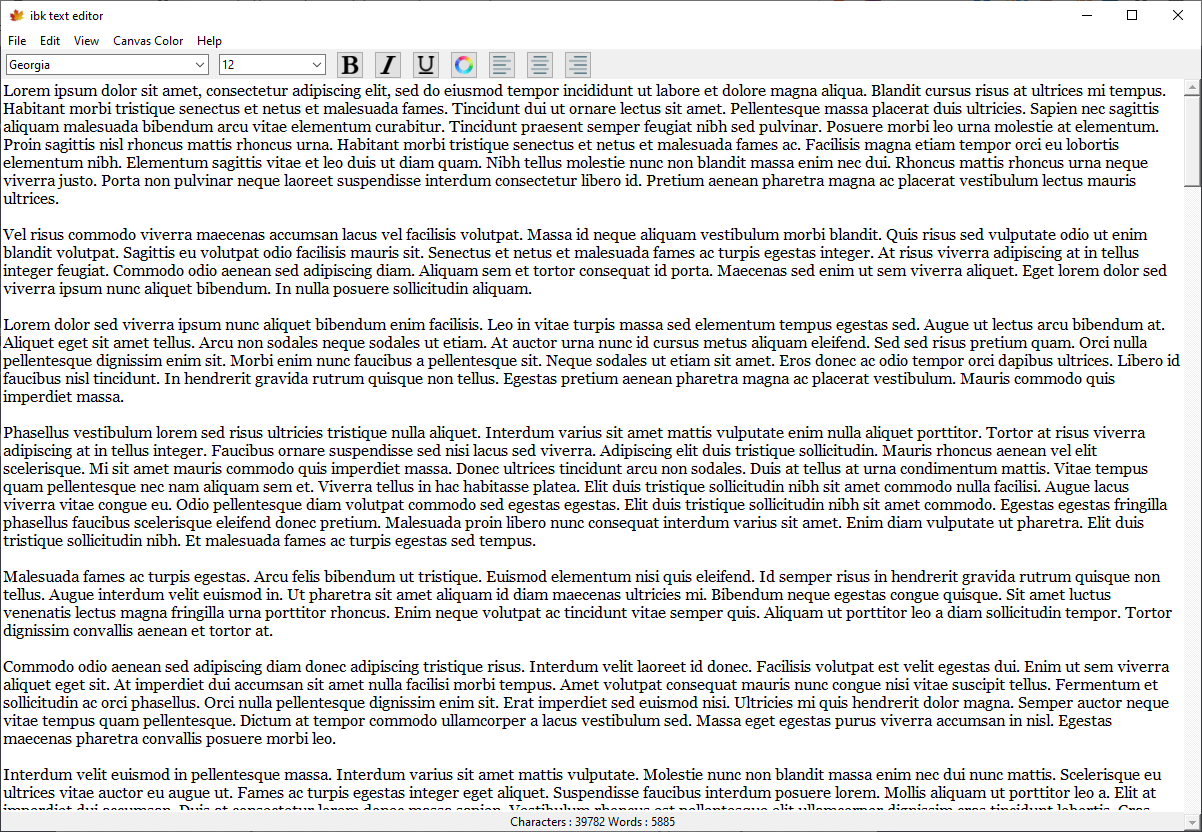 ibk text editor
File Edit View Canvas Color Help
Georgia 12 B I U
Lorem ipsum dolor sit amet, consectetur adipiscing elit, sed do eiusmod tempor incididunt ut labore et dolore magna aliqua. Blandit cursus risus at ultrices mi tempus.
Habitant morbi tristique senectus et netus et malesuada fames. Tincidunt dui ut ornare lectus sit amet. Pellentesque massa placerat duis ultricies. Sapien nec sagittis
aliquam malesuada bibendum arcu vitae elementum curabitur. Tincidunt praesent semper feugiat nibh sed pulvinar. Posuere morbi leo urna molestie at elementum.
Proin sagittis nisl rhoncus mattis rhoncus urna. Habitant morbi tristique senectus et netus et malesuada fames ac. Facilisis magna etiam tempor orci eu lobortis
elementum nibh. Elementum sagittis vitae et leo duis ut diam quam. Nibh tellus molestie nunc non blandit massa enim nec dui. Rhoncus mattis rhoncus urna neque
viverra justo. Porta non pulvinar neque laoreet suspendisse interdum consectetur libero id. Pretium aenean pharetra magna ac placerat vestibulum lectus mauris
ultrices.
Vel risus commodo viverra maecenas accumsan lacus vel facilisis volutpat. Massa id neque aliquam vestibulum morbi blandit. Quis risus sed vulputate odio ut enim
blandit volutpat. Sagittis eu volutpat odio facilisis mauris sit. Senectus et netus et malesuada fames ac turpis egestas integer. At risus viverra adipiscing at in tellus
integer feugiat. Commodo odio aenean sed adipiscing diam. Aliquam sem et tortor consequat id porta. Maecenas sed enim ut sem viverra aliquet. Eget lorem dolor sed
viverra ipsum nunc aliquet bibendum. In nulla posuere sollicitudin aliquam.
Lorem dolor sed viverra ipsum nunc aliquet bibendum enim facilisis. Leo in vitae turpis massa sed elementum tempus egestas sed. Augue ut lectus arcu bibendum at.
Aliquet eget sit amet tellus. Arcu non sodales neque sodales ut etiam. At auctor urna nunc id cursus metus aliquam eleifend. Sed sed risus pretium quam. Orci nulla
pellentesque dignissim enim sit. Morbi enim nunc faucibus a pellentesque sit. Neque sodales ut etiam sit amet. Eros donec ac odio tempor orci dapibus ultrices. Libero id
faucibus nisl tincidunt. In hendrerit gravida rutrum quisque non tellus. Egestas pretium aenean pharetra magna ac placerat vestibulum. Mauris commodo quis
imperdiet massa.
Phasellus vestibulum lorem sed risus ultricies tristique nulla aliquet. Interdum varius sit amet mattis vulputate enim nulla aliquet porttitor. Tortor at risus viverra
adipiscing at in tellus integer. Faucibus ornare suspendisse sed nisi lacus sed viverra. Adipiscing elit duis tristique sollicitudin. Mauris rhoncus aenean vel elit
scelerisque. Mi sit amet mauris commodo quis imperdiet massa. Donec ultrices tincidunt arcu non sodales. Duis at tellus at urna condimentum mattis. Vitae tempus
quam pellentesque nec nam aliquam sem et. Viverra tellus in hac habitasse platea. Elit duis tristique sollicitudin nibh sit amet commodo nulla facilisi. Augue lacus
viverra vitae congue eu. Odio pellentesque diam volutpat commodo sed egestas egestas. Elit duis tristique sollicitudin nibh sit amet commodo. Egestas egestas fringilla
phasellus faucibus scelerisque eleifend donec pretium. Malesuada proin libero nunc consequat interdum varius sit amet. Enim diam vulputate ut pharetra. Elit duis
tristique sollicitudin nibh. Et malesuada fames ac turpis egestas sed tempus.
Malesuada fames ac turpis egestas. Arcu felis bibendum ut tristique. Euismod elementum nisi quis eleifend. Id semper risus in hendrerit gravida rutrum quisque non
tellus. Augue interdum velit euismod in. Ut pharetra sit amet aliquam id diam maecenas ultricies mi. Bibendum neque egestas congue quisque. Sit amet luctus
venenatis lectus magna fringilla urna porttitor rhoncus. Enim neque volutpat ac tincidunt vitae semper quis. Aliquam ut porttitor leo a diam sollicitudin tempor. Tortor
dignissim convallis aenean et tortor at.
Commodo odio aenean sed adipiscing diam donec adipiscing tristique risus. Interdum velit laoreet id donec. Facilisis volutpat est velit egestas dui. Enim ut sem viverra
aliquet eget sit. At imperdiet dui accumsan sit amet nulla facilisi morbi tempus. Amet volutpat consequat mauris nunc congue nisi vitae suscipit tellus. Fermentum et
sollicitudin ac orci phasellus. Orci nulla pellentesque dignissim enim sit. Erat imperdiet sed euismod nisi. Ultricies mi quis hendrerit dolor magna. Semper auctor neque
vitae tempus quam pellentesque. Dictum at tempor commodo ullamcorper a lacus vestibulum sed. Massa eget egestas purus viverra accumsan in nisl. Egestas
maecenas pharetra convallis posuere morbi leo.
Interdum velit euismod in pellentesque massa. Interdum varius sit amet mattis vulputate. Molestie nunc non blandit massa enim nec dui nunc mattis. Scelerisque eu
ultrices vitae auctor eu augue ut. Fames ac turpis egestas integer eget aliquet. Suspendisse faucibus interdum posuere lorem. Mollis aliquam ut porttitor leo a. Elit at
imperdiet dui accumsan. Duis at consectetur lorem donec massa sapien. Vestibulum rhoncus est pellentesque elit ullamcorper dignissim cras tincidunt lobortis. Cras
Characters : 39782 Words : 5885